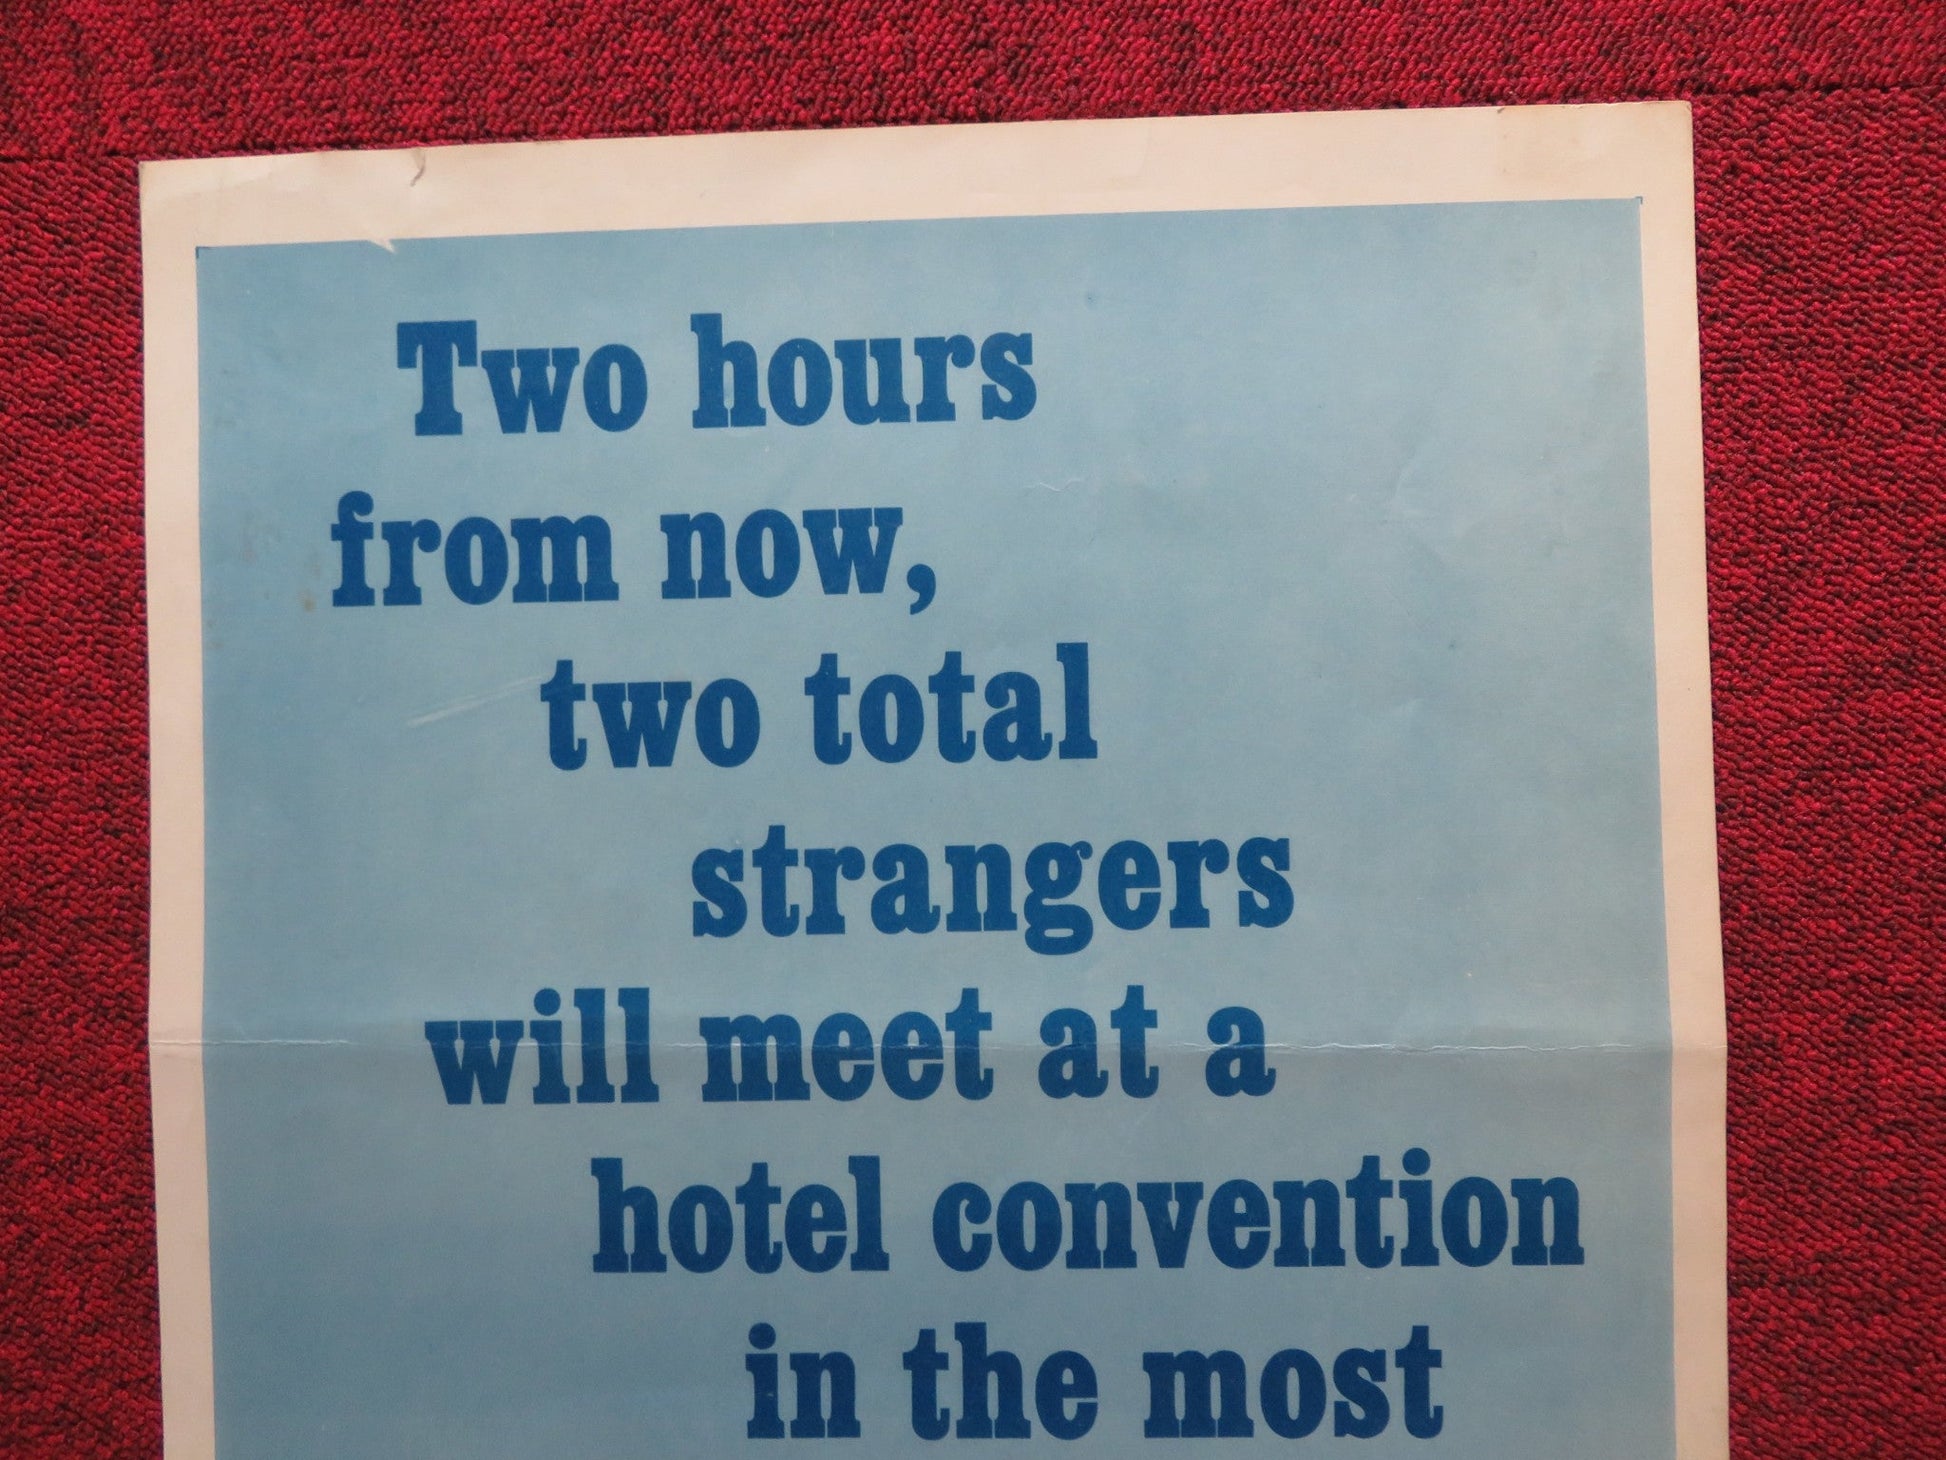 Two hours
from now,
two total
strangers
will meet at a
hotel convention
in the most